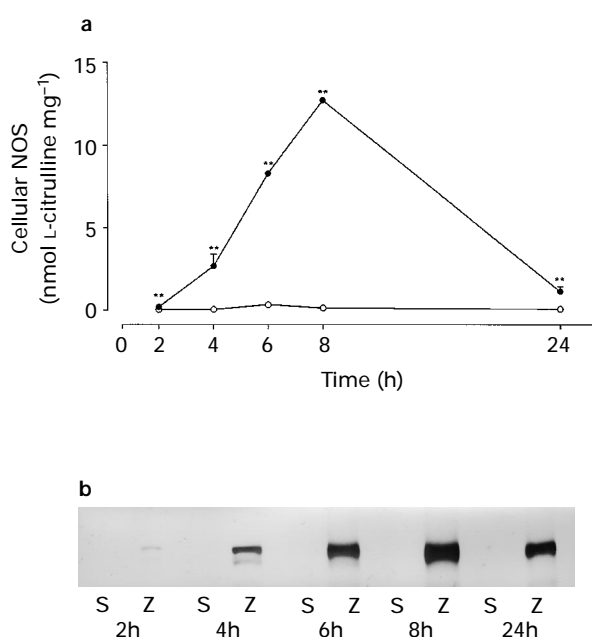 a
Cellular NOS
(nmol L-citrulline mg⁻¹)
15
10
5
0
**
**
**
**
**
0 2 4 6 8 24
Time (h)
b
S Z S Z S Z S Z S Z
2h 4h 6h 8h 24h